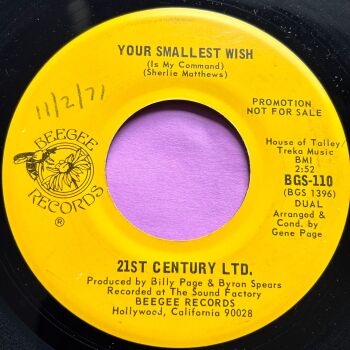 YOUR SMALLEST WISH
(Is My Command)
(Sherlie Matthews)
11/2/71
PROMOTION
NOT FOR SALE
BEEGEE
RECORDS
®
House of Talley
Treka Music
BMI
2:52
BGS-110
(BGS 1396)
DUAL
Arranged &
Cond. by
Gene Page
21ST CENTURY LTD.
Produced by Billy Page & Byron Spears
Recorded at The Sound Factory
BEEGEE RECORDS
Hollywood, California 90028